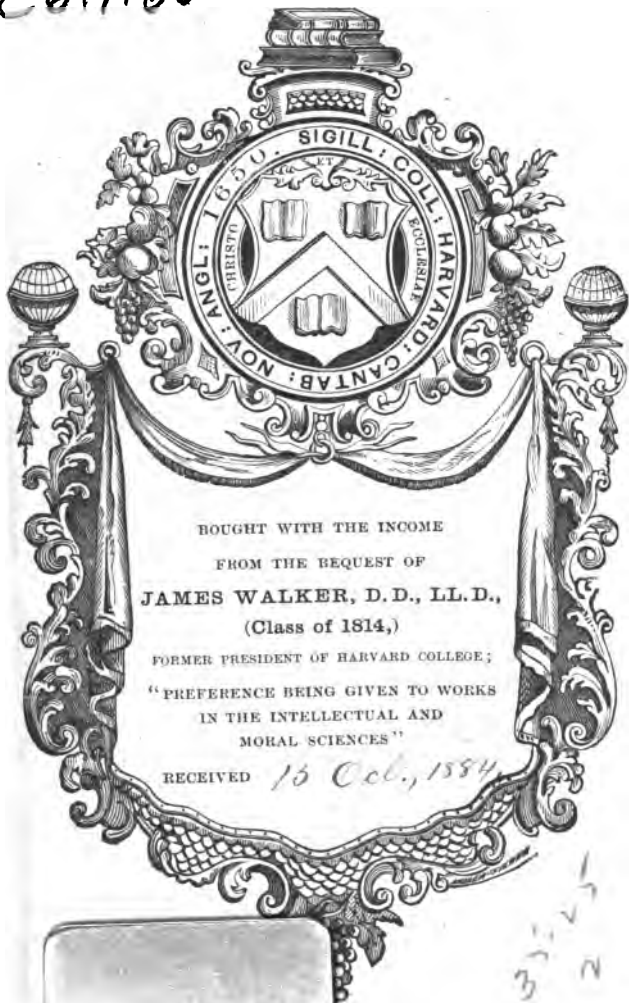 SIGILL: COLL: HARVARD: CANTAB: NOV: ANGL: 1650.
ET
CHRISTO
ECCLESIAE
BOUGHT WITH THE INCOME
FROM THE BEQUEST OF
JAMES WALKER, D.D., LL.D.,
(Class of 1814,)
FORMER PRESIDENT OF HARVARD COLLEGE;
"PREFERENCE BEING GIVEN TO WORKS
IN THE INTELLECTUAL AND
MORAL SCIENCES"
RECEIVED 15 Oct., 1884.